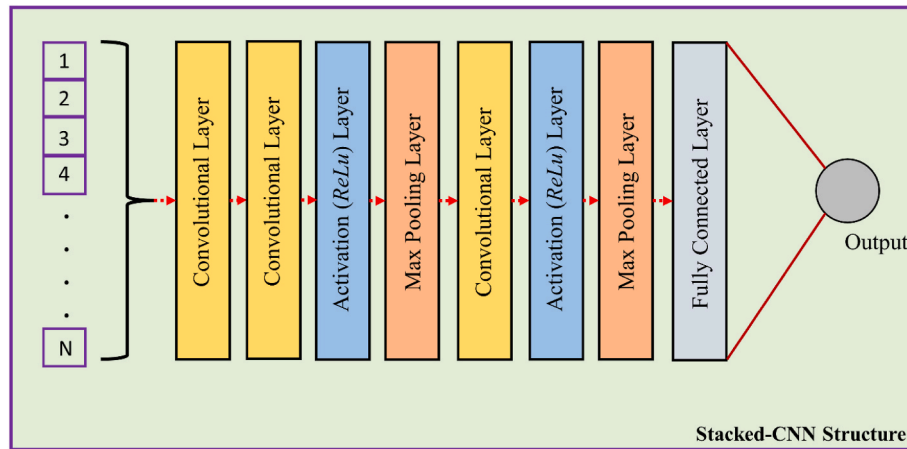 1
2
3
4
N
Convolutional Layer
Convolutional Layer
Activation (ReLu) Layer
Max Pooling Layer
Convolutional Layer
Activation (ReLu) Layer
Max Pooling Layer
Fully Connected Layer
Output
Stacked-CNN Structure